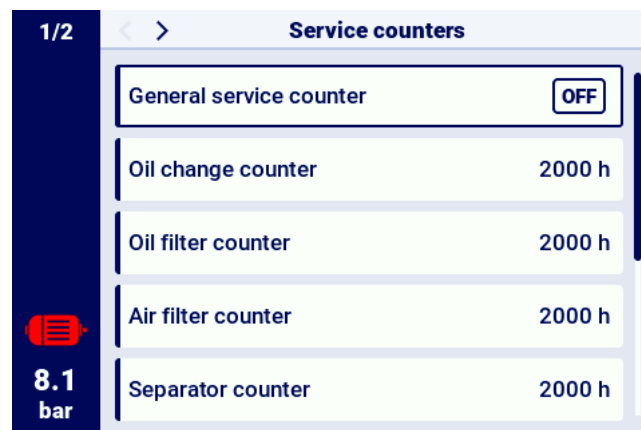 1/2
Service counters
General service counter OFF
Oil change counter 2000 h
Oil filter counter 2000 h
Air filter counter 2000 h
Separator counter 2000 h
8.1
bar